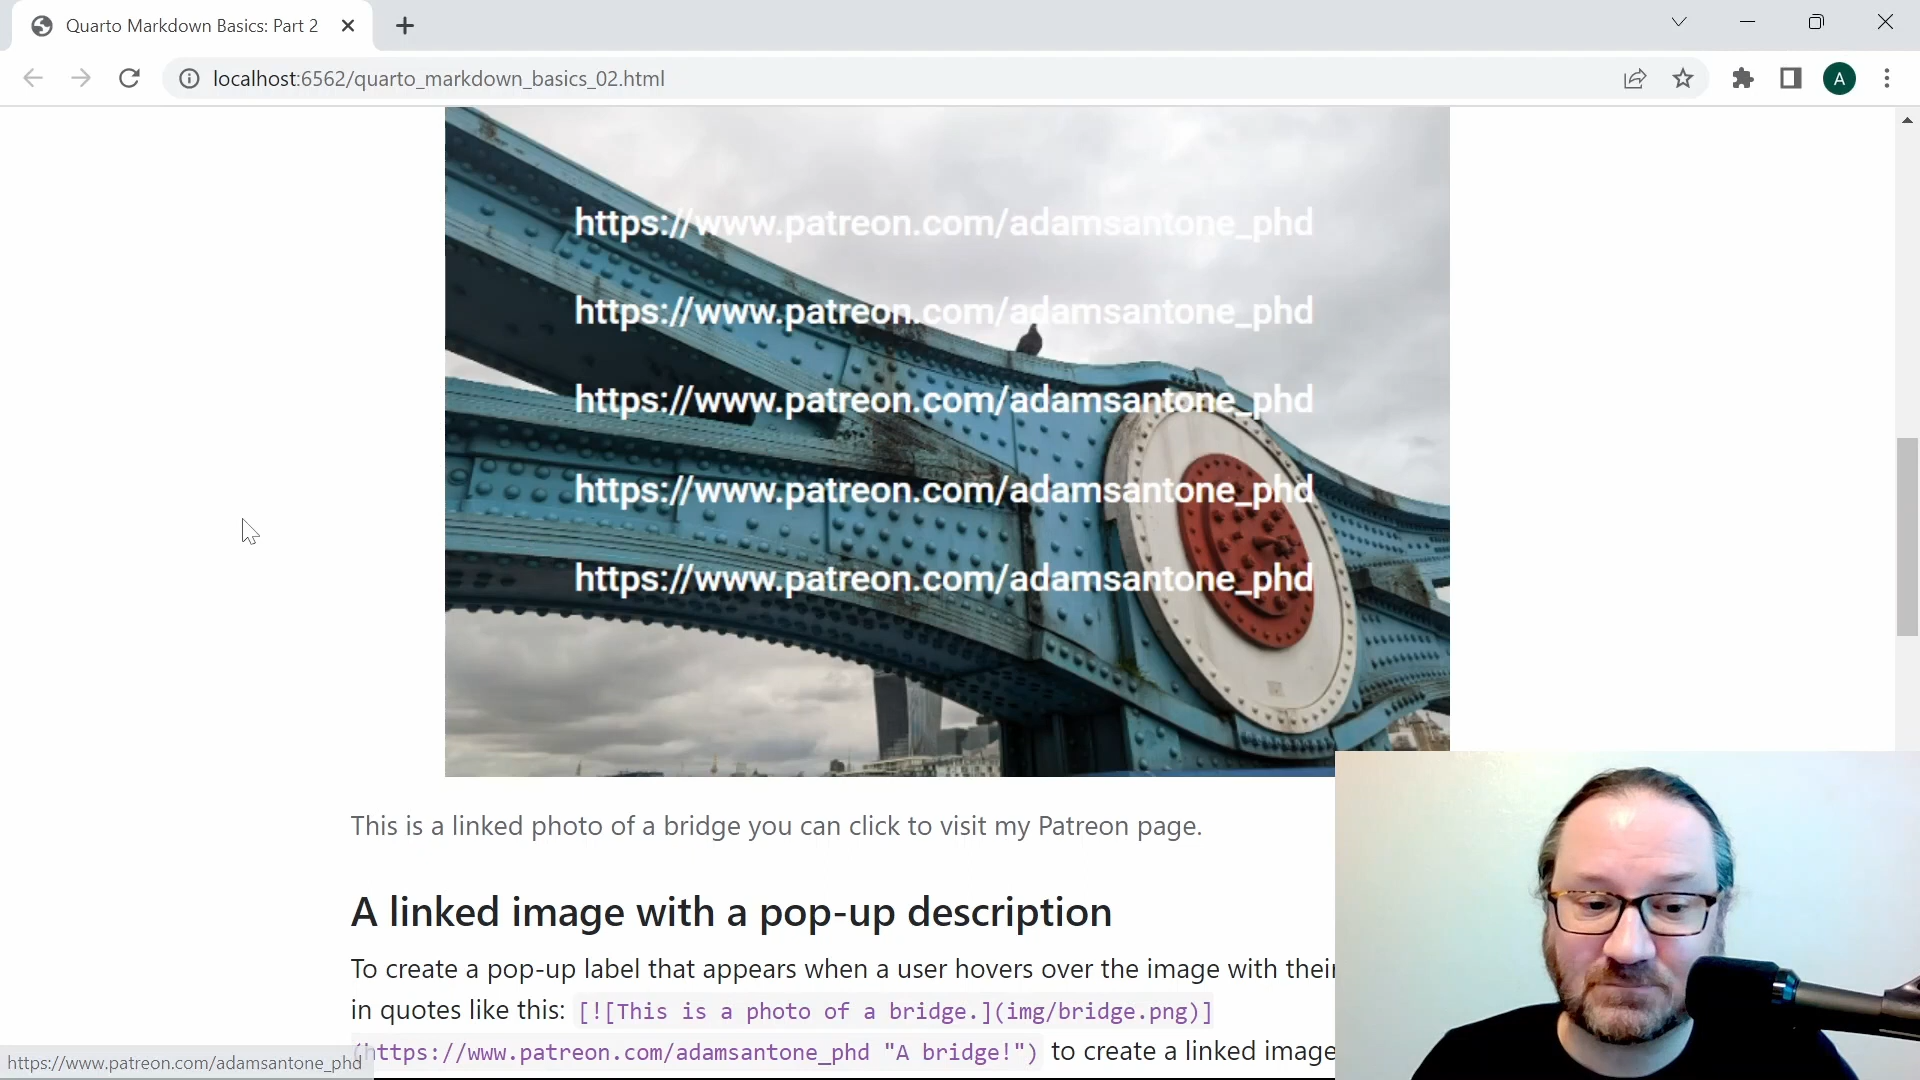 Quarto Markdown Basics: Part 2
localhost:6562/quarto_markdown_basics_02.html
A
https://www.patreon.com/adamsantone_phd
https://www.patreon.com/adamsantone_phd
https://www.patreon.com/adamsantone_phd
https://www.patreon.com/adamsantone_phd
https://www.patreon.com/adamsantone_phd
This is a linked photo of a bridge you can click to visit my Patreon page.
A linked image with a pop-up description
To create a pop-up label that appears when a user hovers over the image with their
in quotes like this: [![This is a photo of a bridge.](img/bridge.png)]
(https://www.patreon.com/adamsantone_phd "A bridge!") to create a linked image
https://www.patreon.com/adamsantone_phd